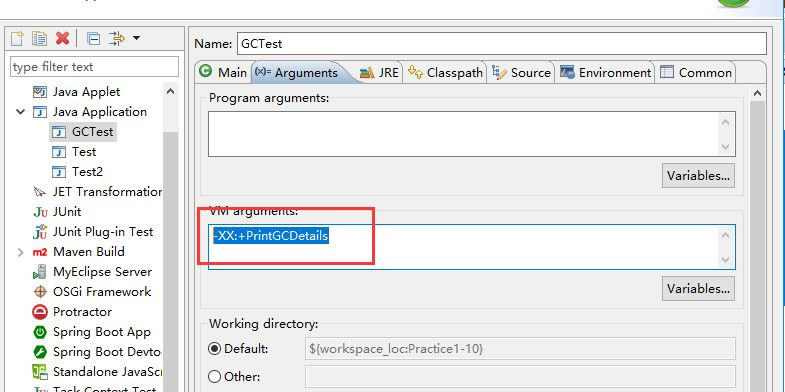 Name: GCTest
type filter text
Main (x)= Arguments JRE Classpath Source Environment Common
Java Applet
Java Application
GCTest
Test
Test2
JET Transformation
JUnit
JUnit Plug-in Test
Maven Build
MyEclipse Server
OSGi Framework
Protractor
Spring Boot App
Spring Boot Devto
Standalone JavaScr
Task Context Test
Program arguments:
Variables...
VM arguments:
-XX:+PrintGCDetails
Variables...
Working directory:
Default: ${workspace_loc:Practice1-10}
Other: